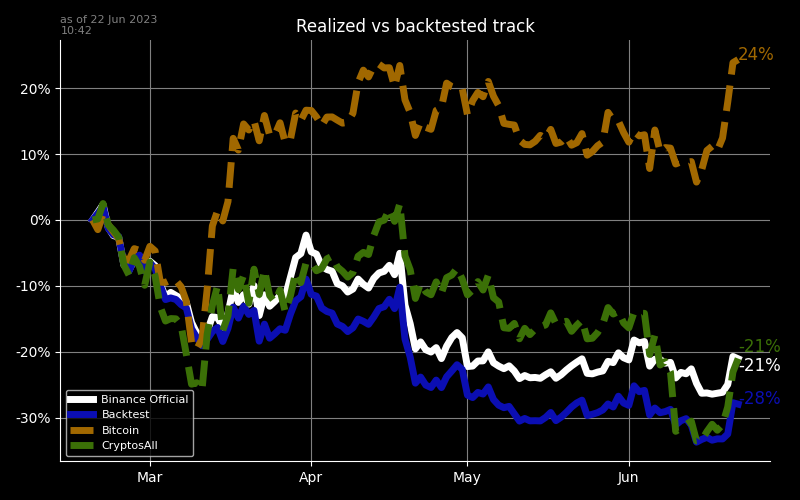 as of 22 Jun 2023
10:42
Realized vs backtested track
24%
20%
10%
0%
-10%
-20%
-30%
-21%
-21%
-28%
Binance Official
Backtest
Bitcoin
CryptosAll
Mar
Apr
May
Jun